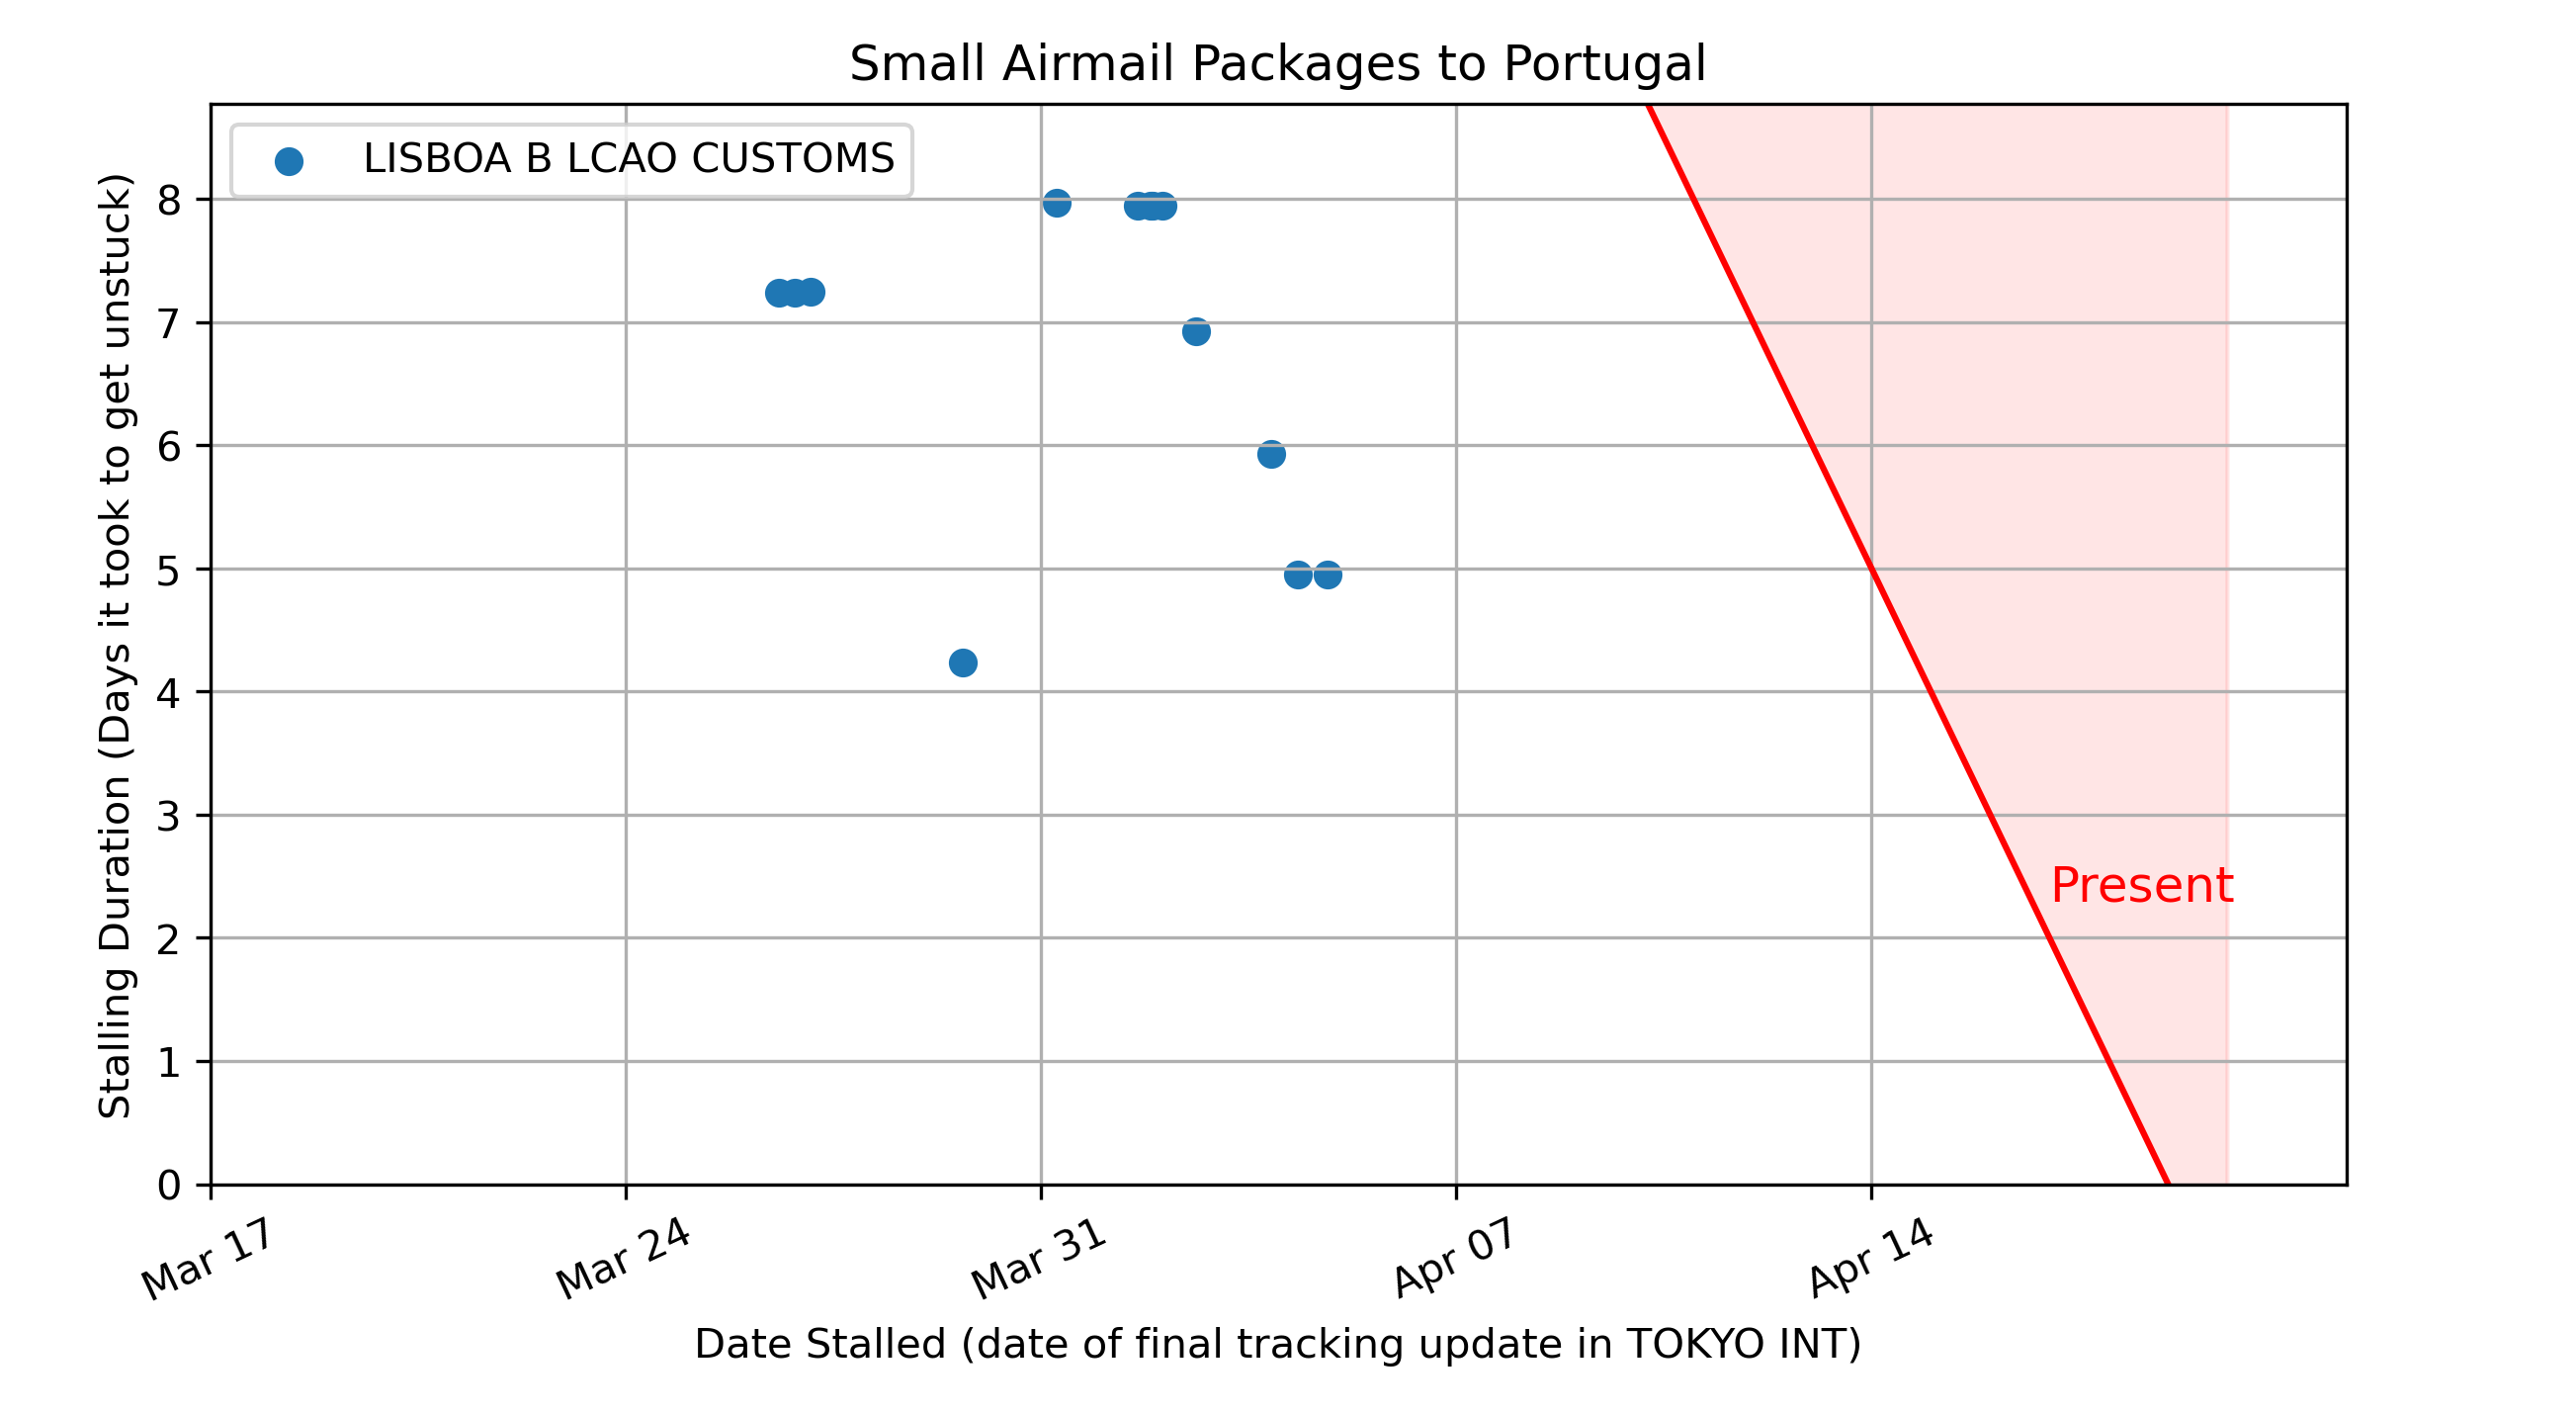 Small Airmail Packages to Portugal
LISBOA B LCAO CUSTOMS
Stalling Duration (Days it took to get unstuck)
8
7
6
5
4
3
2
1
0
Present
Mar 17
Mar 24
Mar 31
Apr 07
Apr 14
Date Stalled (date of final tracking update in TOKYO INT)